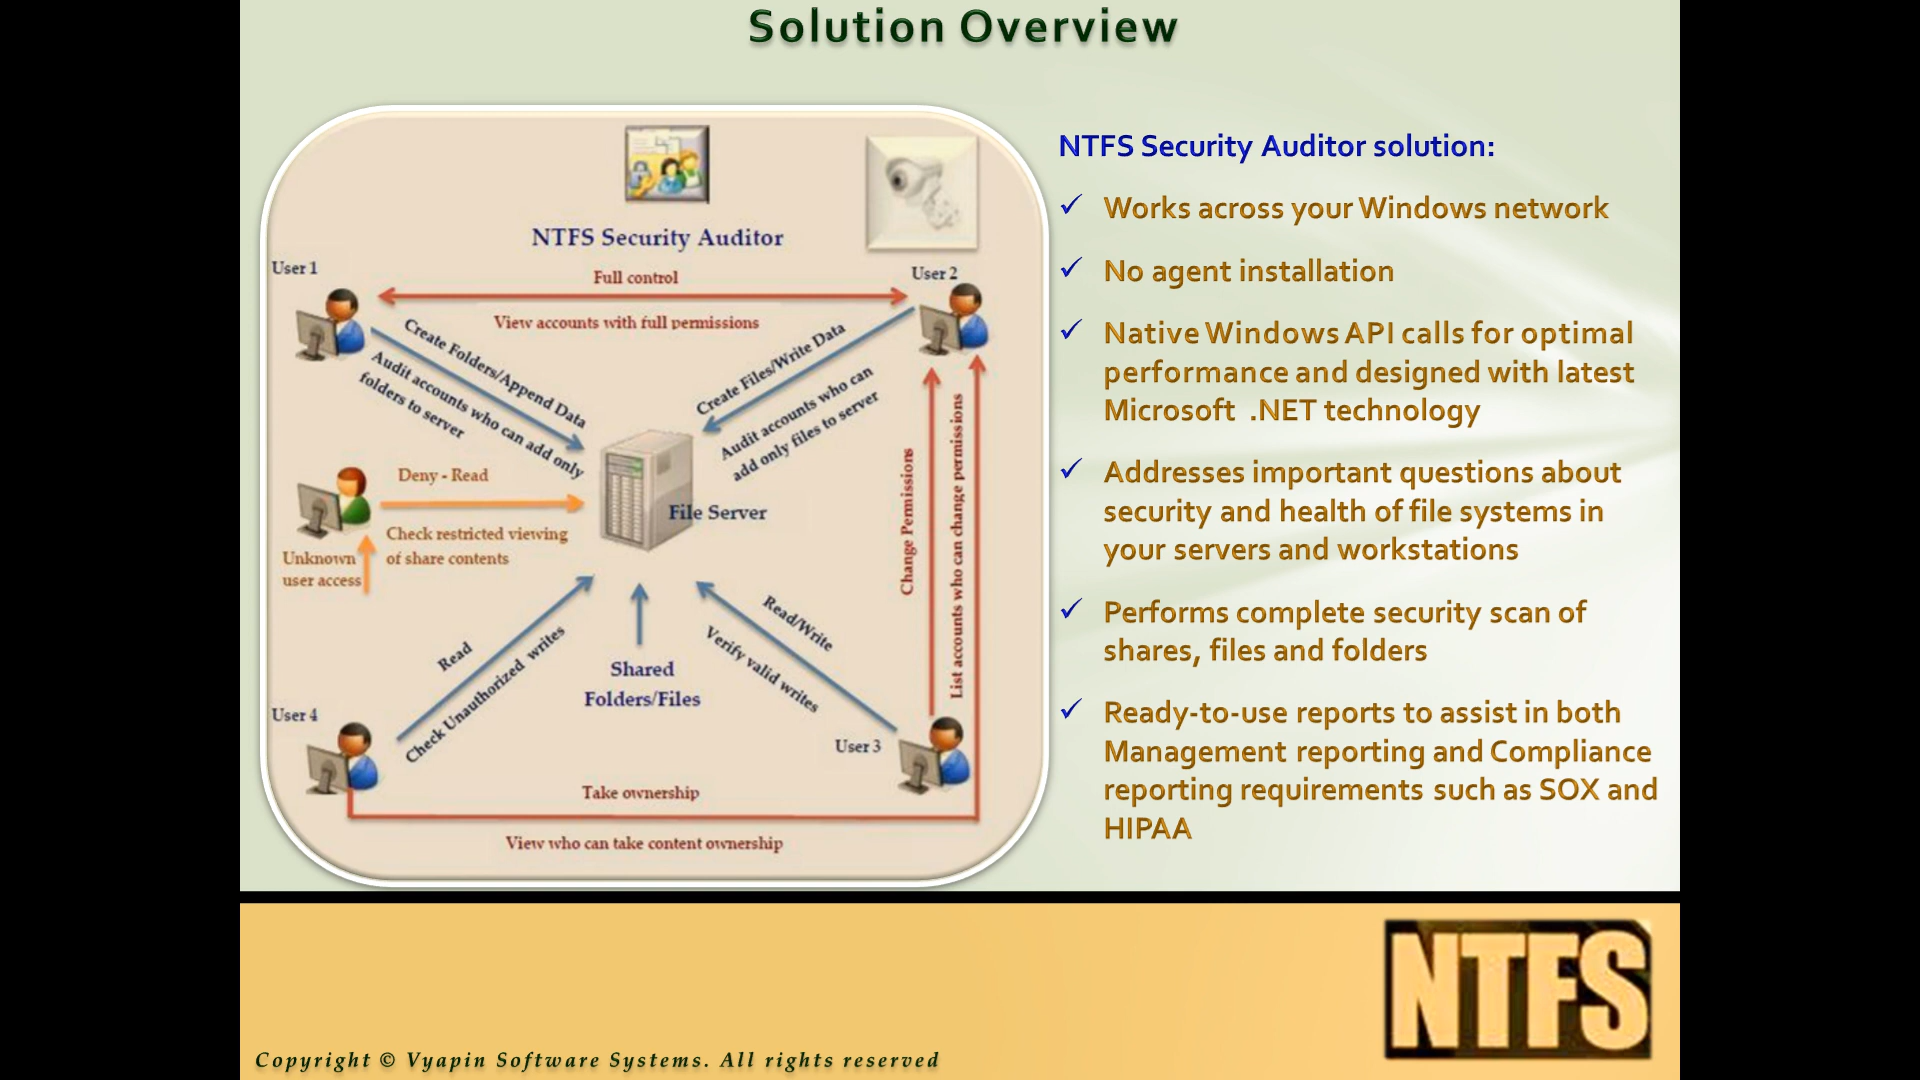 Solution Overview
NTFS Security Auditor
User 1
User 2
Full control
View accounts with full permissions
Create Folders/Append Data
Audit accounts who can add only
folders to server
Create Files/Write Data
Audit accounts who can
add only files to server
Deny - Read
Check restricted viewing
of share contents
Unknown
user access
File Server
Change Permissions
List accounts who can change permissions
Read
Check Unauthorized writes
Shared
Folders/Files
Read/Write
Verify valid writes
User 4
User 3
Take ownership
View who can take content ownership
NTFS Security Auditor solution:
✓ Works across your Windows network
✓ No agent installation
✓ Native Windows API calls for optimal
performance and designed with latest
Microsoft .NET technology
✓ Addresses important questions about
security and health of file systems in
your servers and workstations
✓ Performs complete security scan of
shares, files and folders
✓ Ready-to-use reports to assist in both
Management reporting and Compliance
reporting requirements such as SOX and
HIPAA
NTFS
Copyright © Vyapin Software Systems. All rights reserved